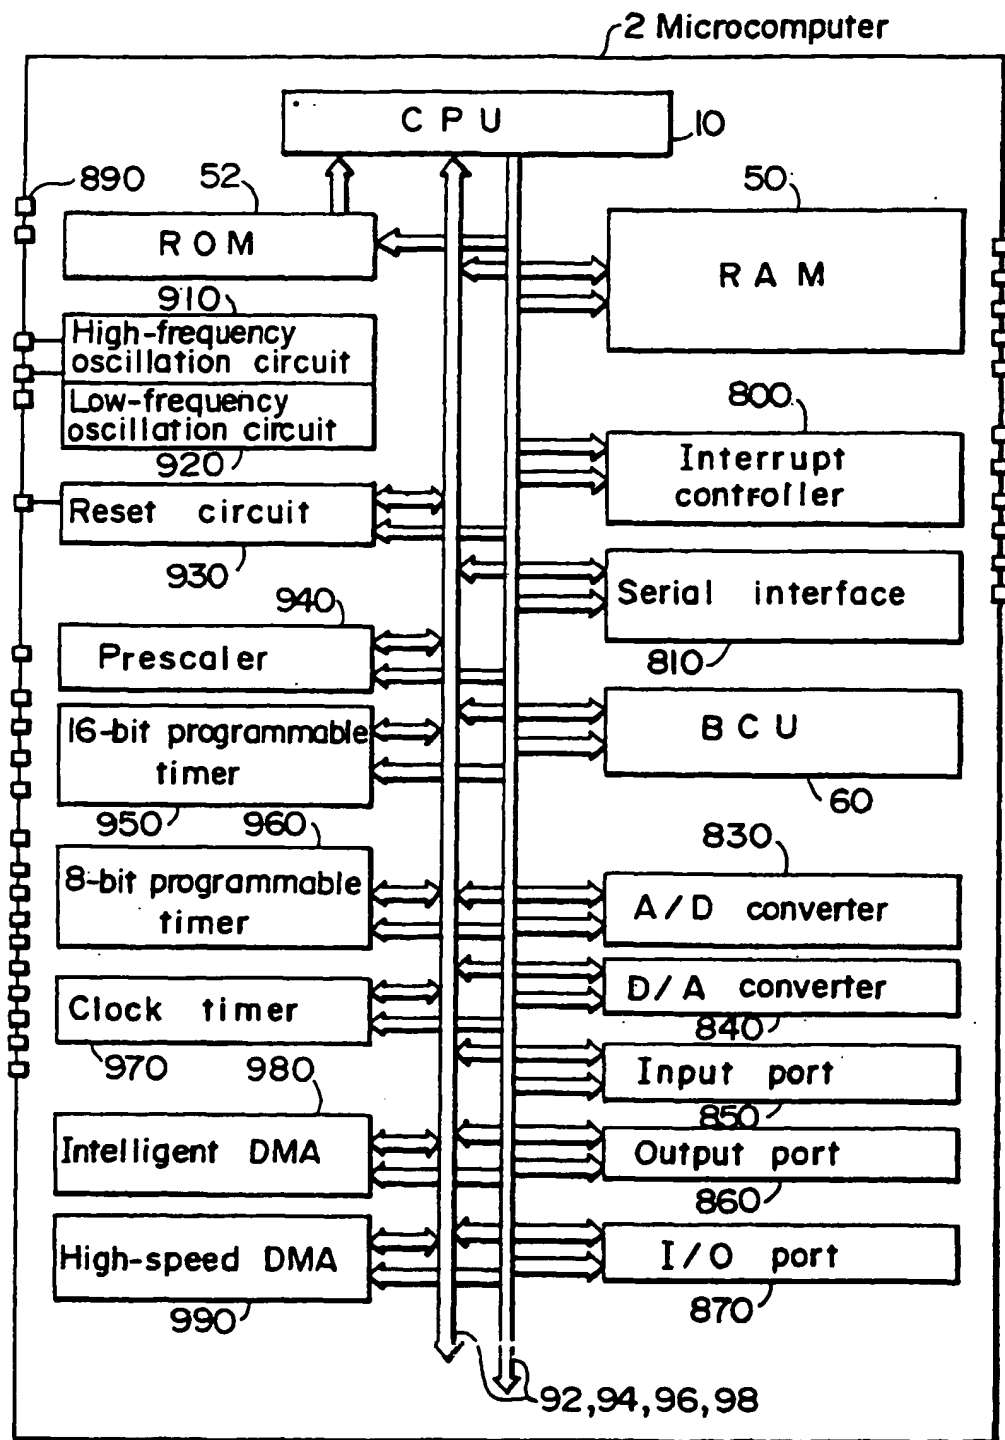 2 Microcomputer
CPU
10
890
52
50
ROM
RAM
910
High-frequency
oscillation circuit
Low-frequency
oscillation circuit
920
800
Interrupt
controller
Reset circuit
930
Serial interface
810
940
Prescaler
16-bit programmable
timer
950
BCU
60
960
8-bit programmable
timer
830
A/D converter
D/A converter
840
Clock timer
970
Input port
850
980
Intelligent DMA
Output port
860
High-speed DMA
990
I/O port
870
92,94,96,98